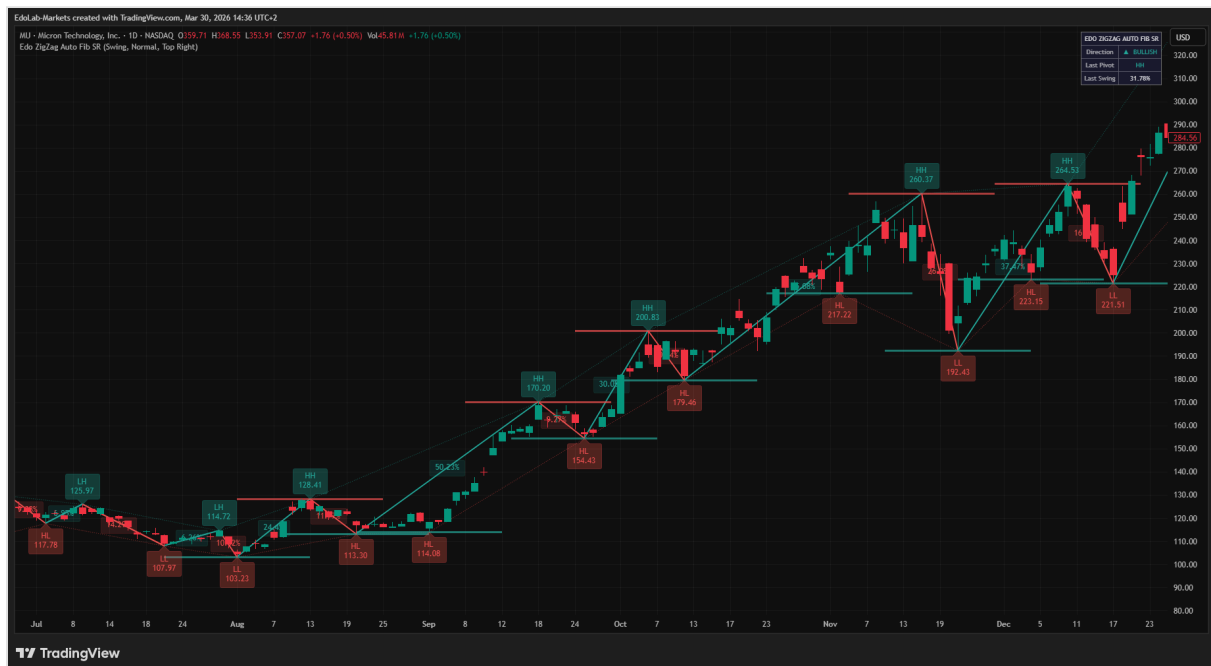 EdoLab-Markets created with TradingView.com, Mar 30, 2026 14:36 UTC+2
MU · Micron Technology, Inc. · 1D · NASDAQ O359.71 H368.55 L353.91 C357.07 +1.76 (+0.50%) Vol45.81M +1.76 (+0.50%)
Edo ZigZag Auto Fib SR (Swing, Normal, Top Right)
EDO ZIGZAG AUTO FIB SR
Direction ▲ BULLISH
Last Pivot HH
Last Swing 31.78%
USD
320.00
310.00
300.00
290.00
284.56
280.00
270.00
260.00
250.00
240.00
230.00
220.00
210.00
200.00
190.00
180.00
170.00
160.00
150.00
140.00
130.00
120.00
110.00
100.00
90.00
80.00
HL
117.78
LH
125.97
LL
107.97
LH
114.72
LL
103.23
HH
128.41
HL
113.30
HL
114.08
50.23%
HH
170.20
9.27%
HL
154.43
HH
200.83
HL
179.46
HL
217.22
HH
260.37
LL
192.43
37.47%
HL
223.15
HH
264.53
LL
221.51
Jul 8 14 18 24 Aug 7 13 19 25 Sep 8 12 18 24 Oct 7 13 17 23 Nov 7 13 19 Dec 5 11 17 23
TradingView